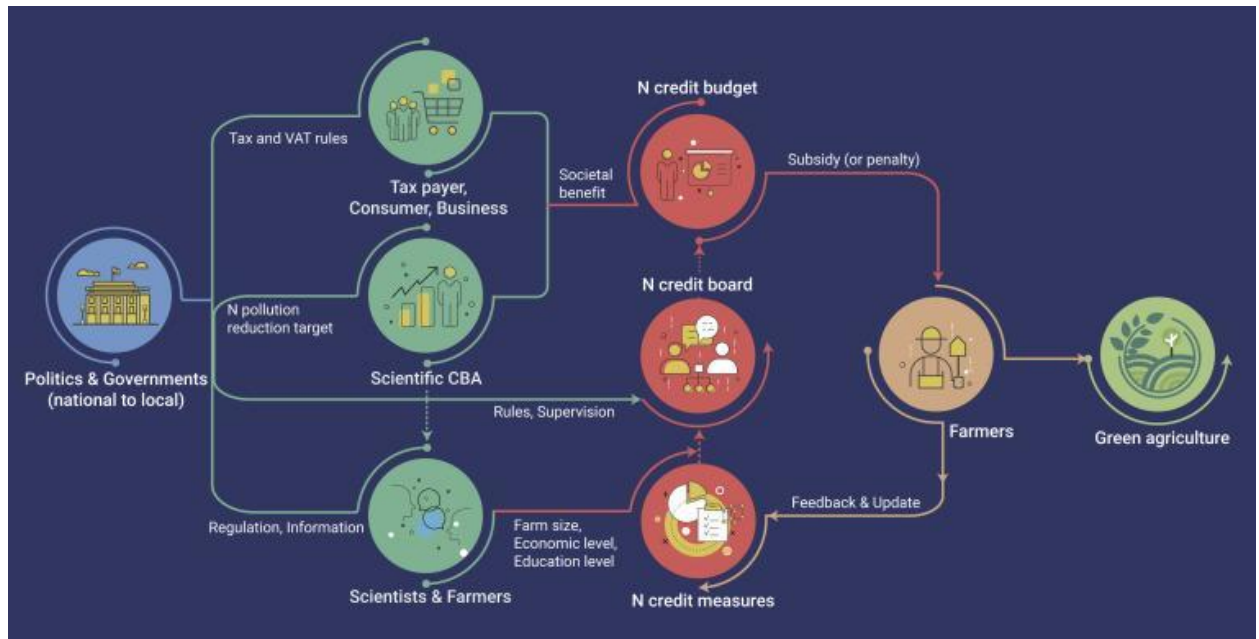 N credit budget
Tax and VAT rules
Subsidy (or penalty)
Societal
benefit
Tax payer,
Consumer, Business
N credit board
N pollution
reduction target
Politics & Governments
(national to local)
Scientific CBA
Rules, Supervision
Farmers
Green agriculture
Regulation, Information
Farm size,
Economic level,
Education level
Feedback & Update
Scientists & Farmers
N credit measures